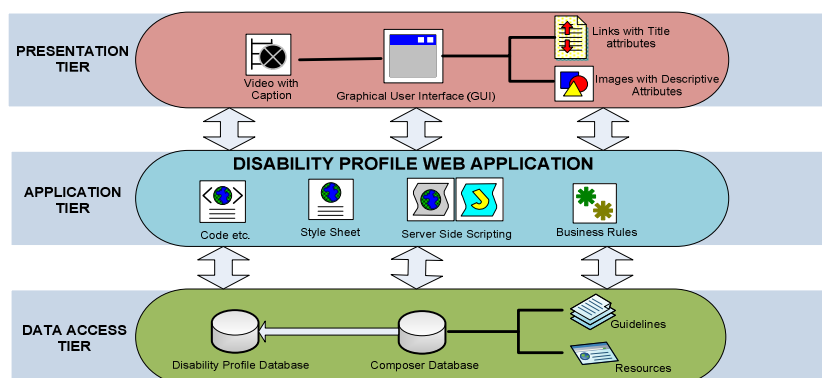 PRESENTATION
TIER
Video with
Caption
Graphical User Interface (GUI)
Links with Title
attributes
Images with Descriptive
Attributes
APPLICATION
TIER
DISABILITY PROFILE WEB APPLICATION
Code etc.
Style Sheet
Server Side Scripting
Business Rules
DATA ACCESS
TIER
Disability Profile Database
Composer Database
Guidelines
Resources